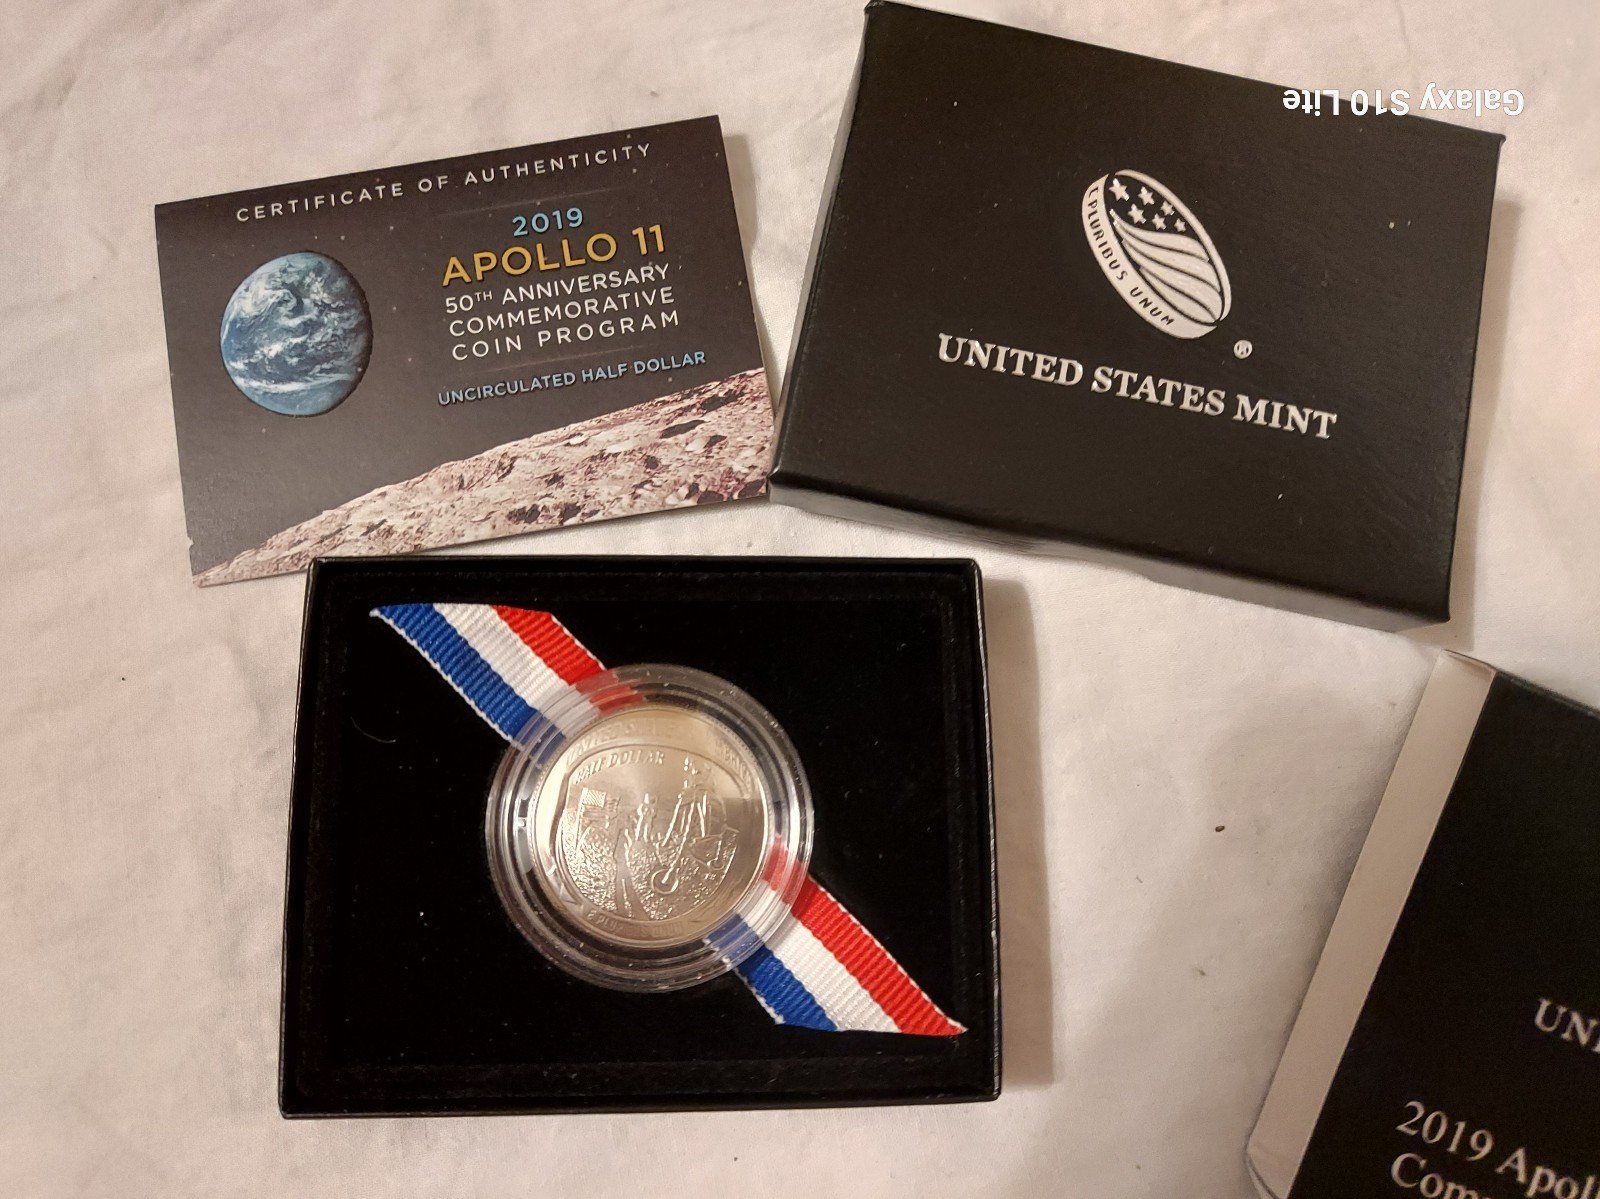 CERTIFICATE OF AUTHENTICITY
2019
APOLLO 11
50TH ANNIVERSARY
COMMEMORATIVE
COIN PROGRAM
UNCIRCULATED HALF DOLLAR
Galaxy S10 Lite
E PLURIBUS UNUM
®
UNITED STATES MINT
HALF DOLLAR
UNI
2019 Apol
Com